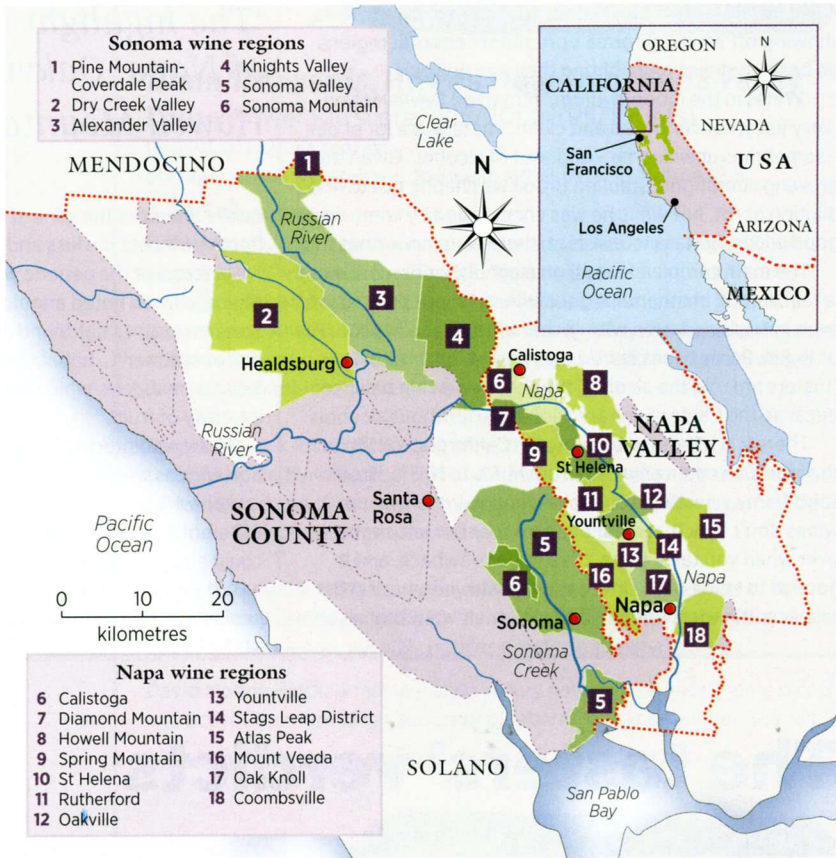 Sonoma wine regions
1 Pine Mountain-
Coverdale Peak
2 Dry Creek Valley
3 Alexander Valley
4 Knights Valley
5 Sonoma Valley
6 Sonoma Mountain
OREGON
N
CALIFORNIA
NEVADA
San
Francisco
USA
Los Angeles
ARIZONA
Pacific
Ocean
MEXICO
Clear
Lake
MENDOCINO
N
1
Russian
River
2
3
4
Healdsburg
Calistoga
6
Napa
8
7
Russian
River
9
10
NAPA
VALLEY
St Helena
Santa
Rosa
SONOMA
COUNTY
11
12
Pacific
Ocean
Yountville
15
5
13
14
6
16
17
Napa
0 10 20
kilometres
Sonoma
Napa
18
Sonoma
Creek
5
Napa wine regions
6 Calistoga
7 Diamond Mountain
8 Howell Mountain
9 Spring Mountain
10 St Helena
11 Rutherford
12 Oakville
13 Yountville
14 Stags Leap District
15 Atlas Peak
16 Mount Veeda
17 Oak Knoll
18 Coombsville
SOLANO
San Pablo
Bay